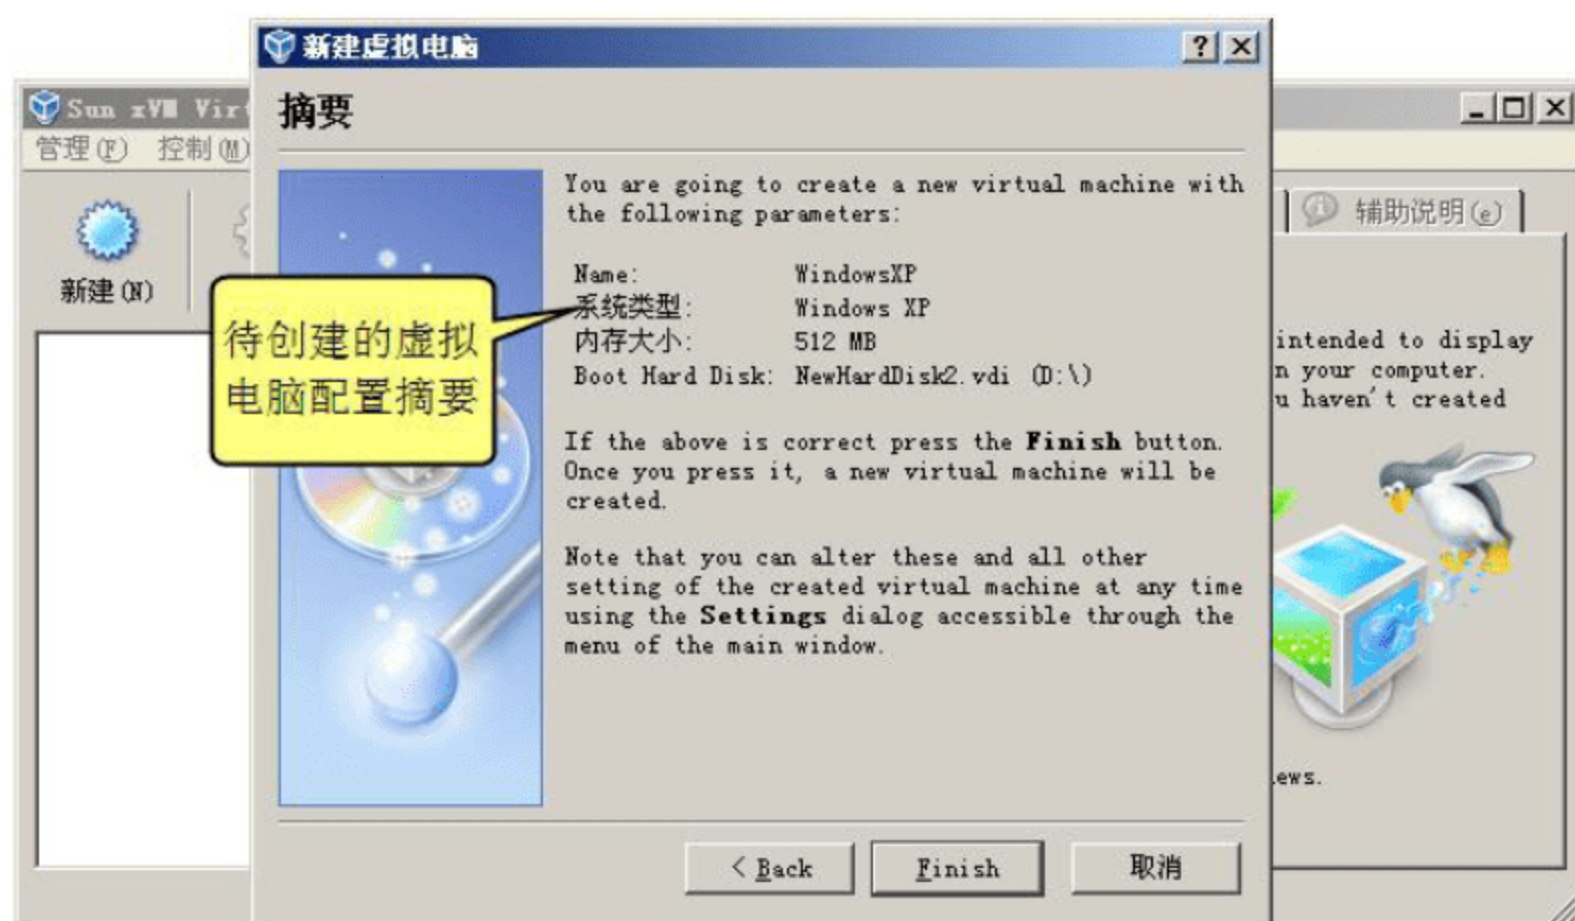 新建虚拟电脑
Sun xVM Virt
管理(F) 控制(M)
摘要
You are going to create a new virtual machine with
the following parameters:
新建(N)
辅助说明(e)
Name: WindowsXP
系统类型: Windows XP
内存大小: 512 MB
Boot Hard Disk: NewHardDisk2.vdi (D:\)
待创建的虚拟
电脑配置摘要
intended to display
n your computer.
u haven't created
If the above is correct press the Finish button.
Once you press it, a new virtual machine will be
created.
Note that you can alter these and all other
setting of the created virtual machine at any time
using the Settings dialog accessible through the
menu of the main window.
ews.
< Back
Finish
取消